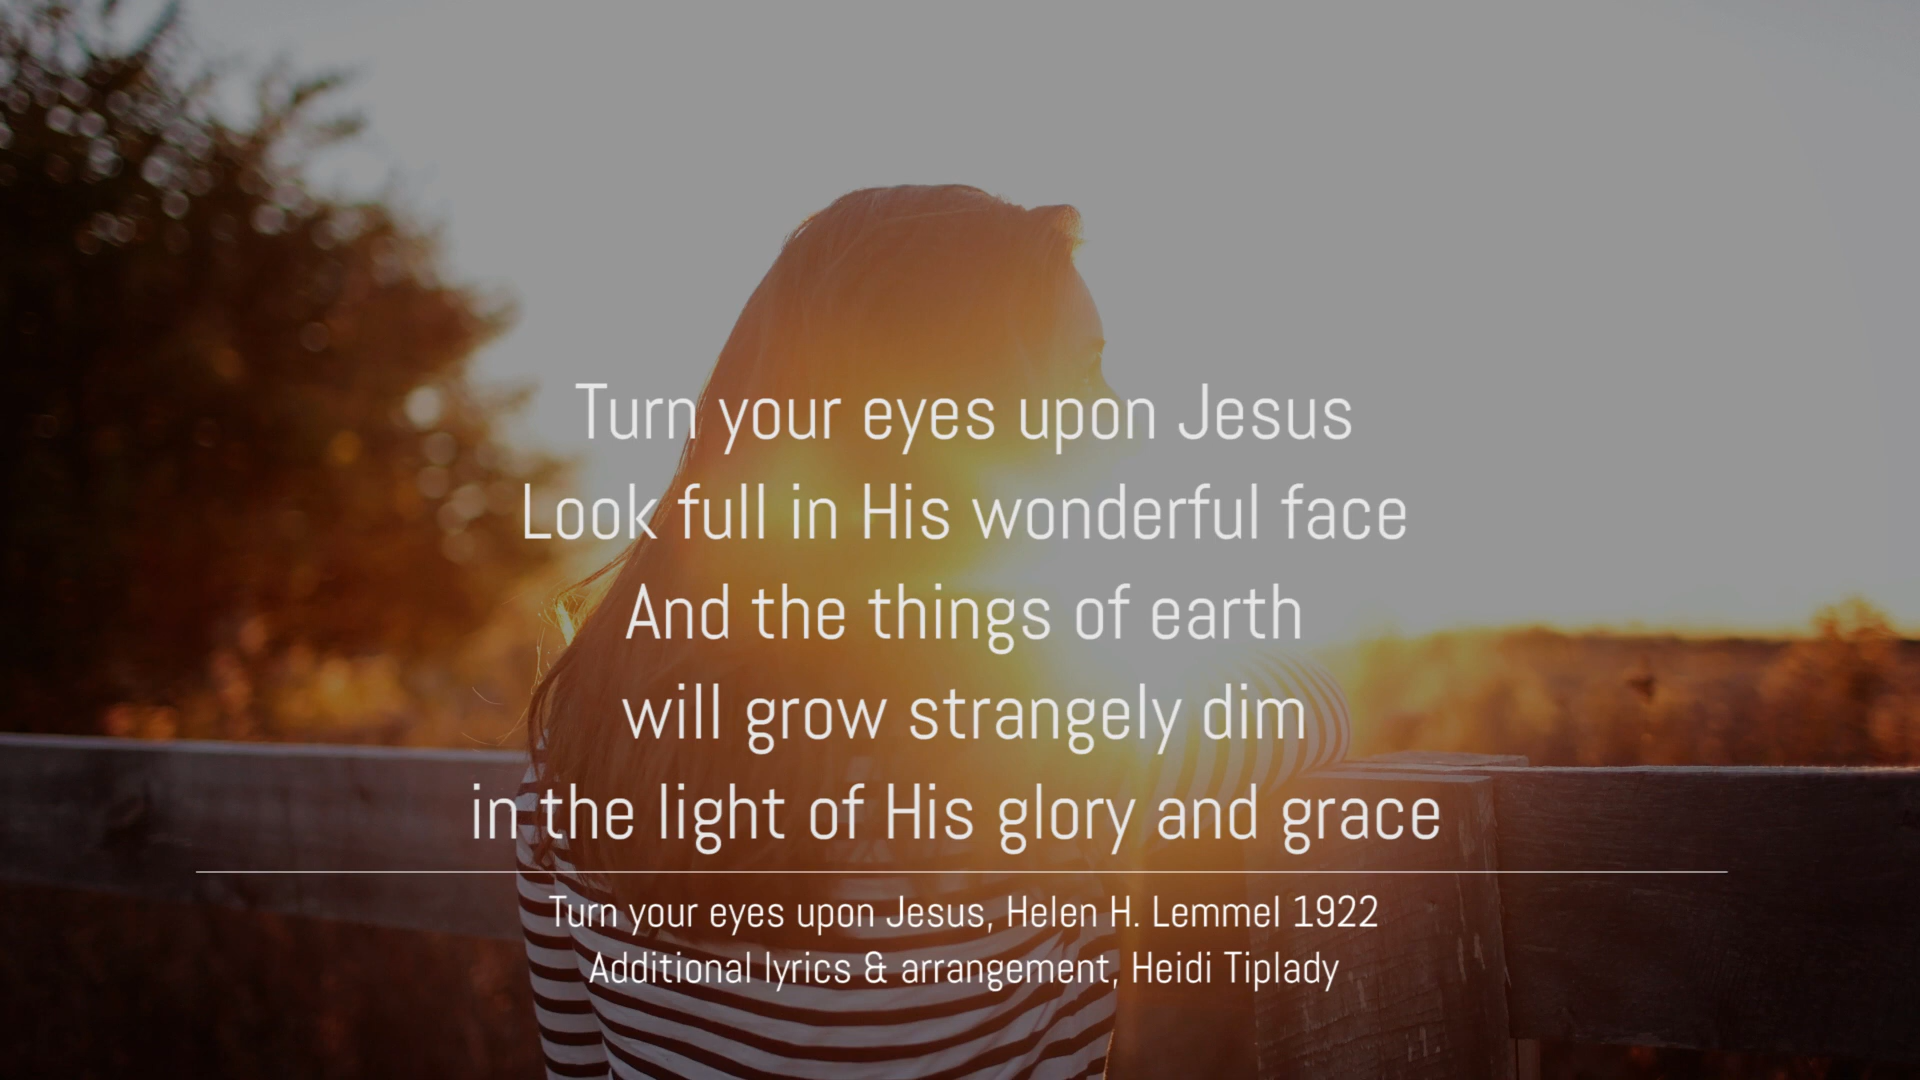 Turn your eyes upon Jesus
Look full in His wonderful face
And the things of earth
will grow strangely dim
in the light of His glory and grace
Turn your eyes upon Jesus, Helen H. Lemmel 1922
Additional lyrics & arrangement, Heidi Tiplady